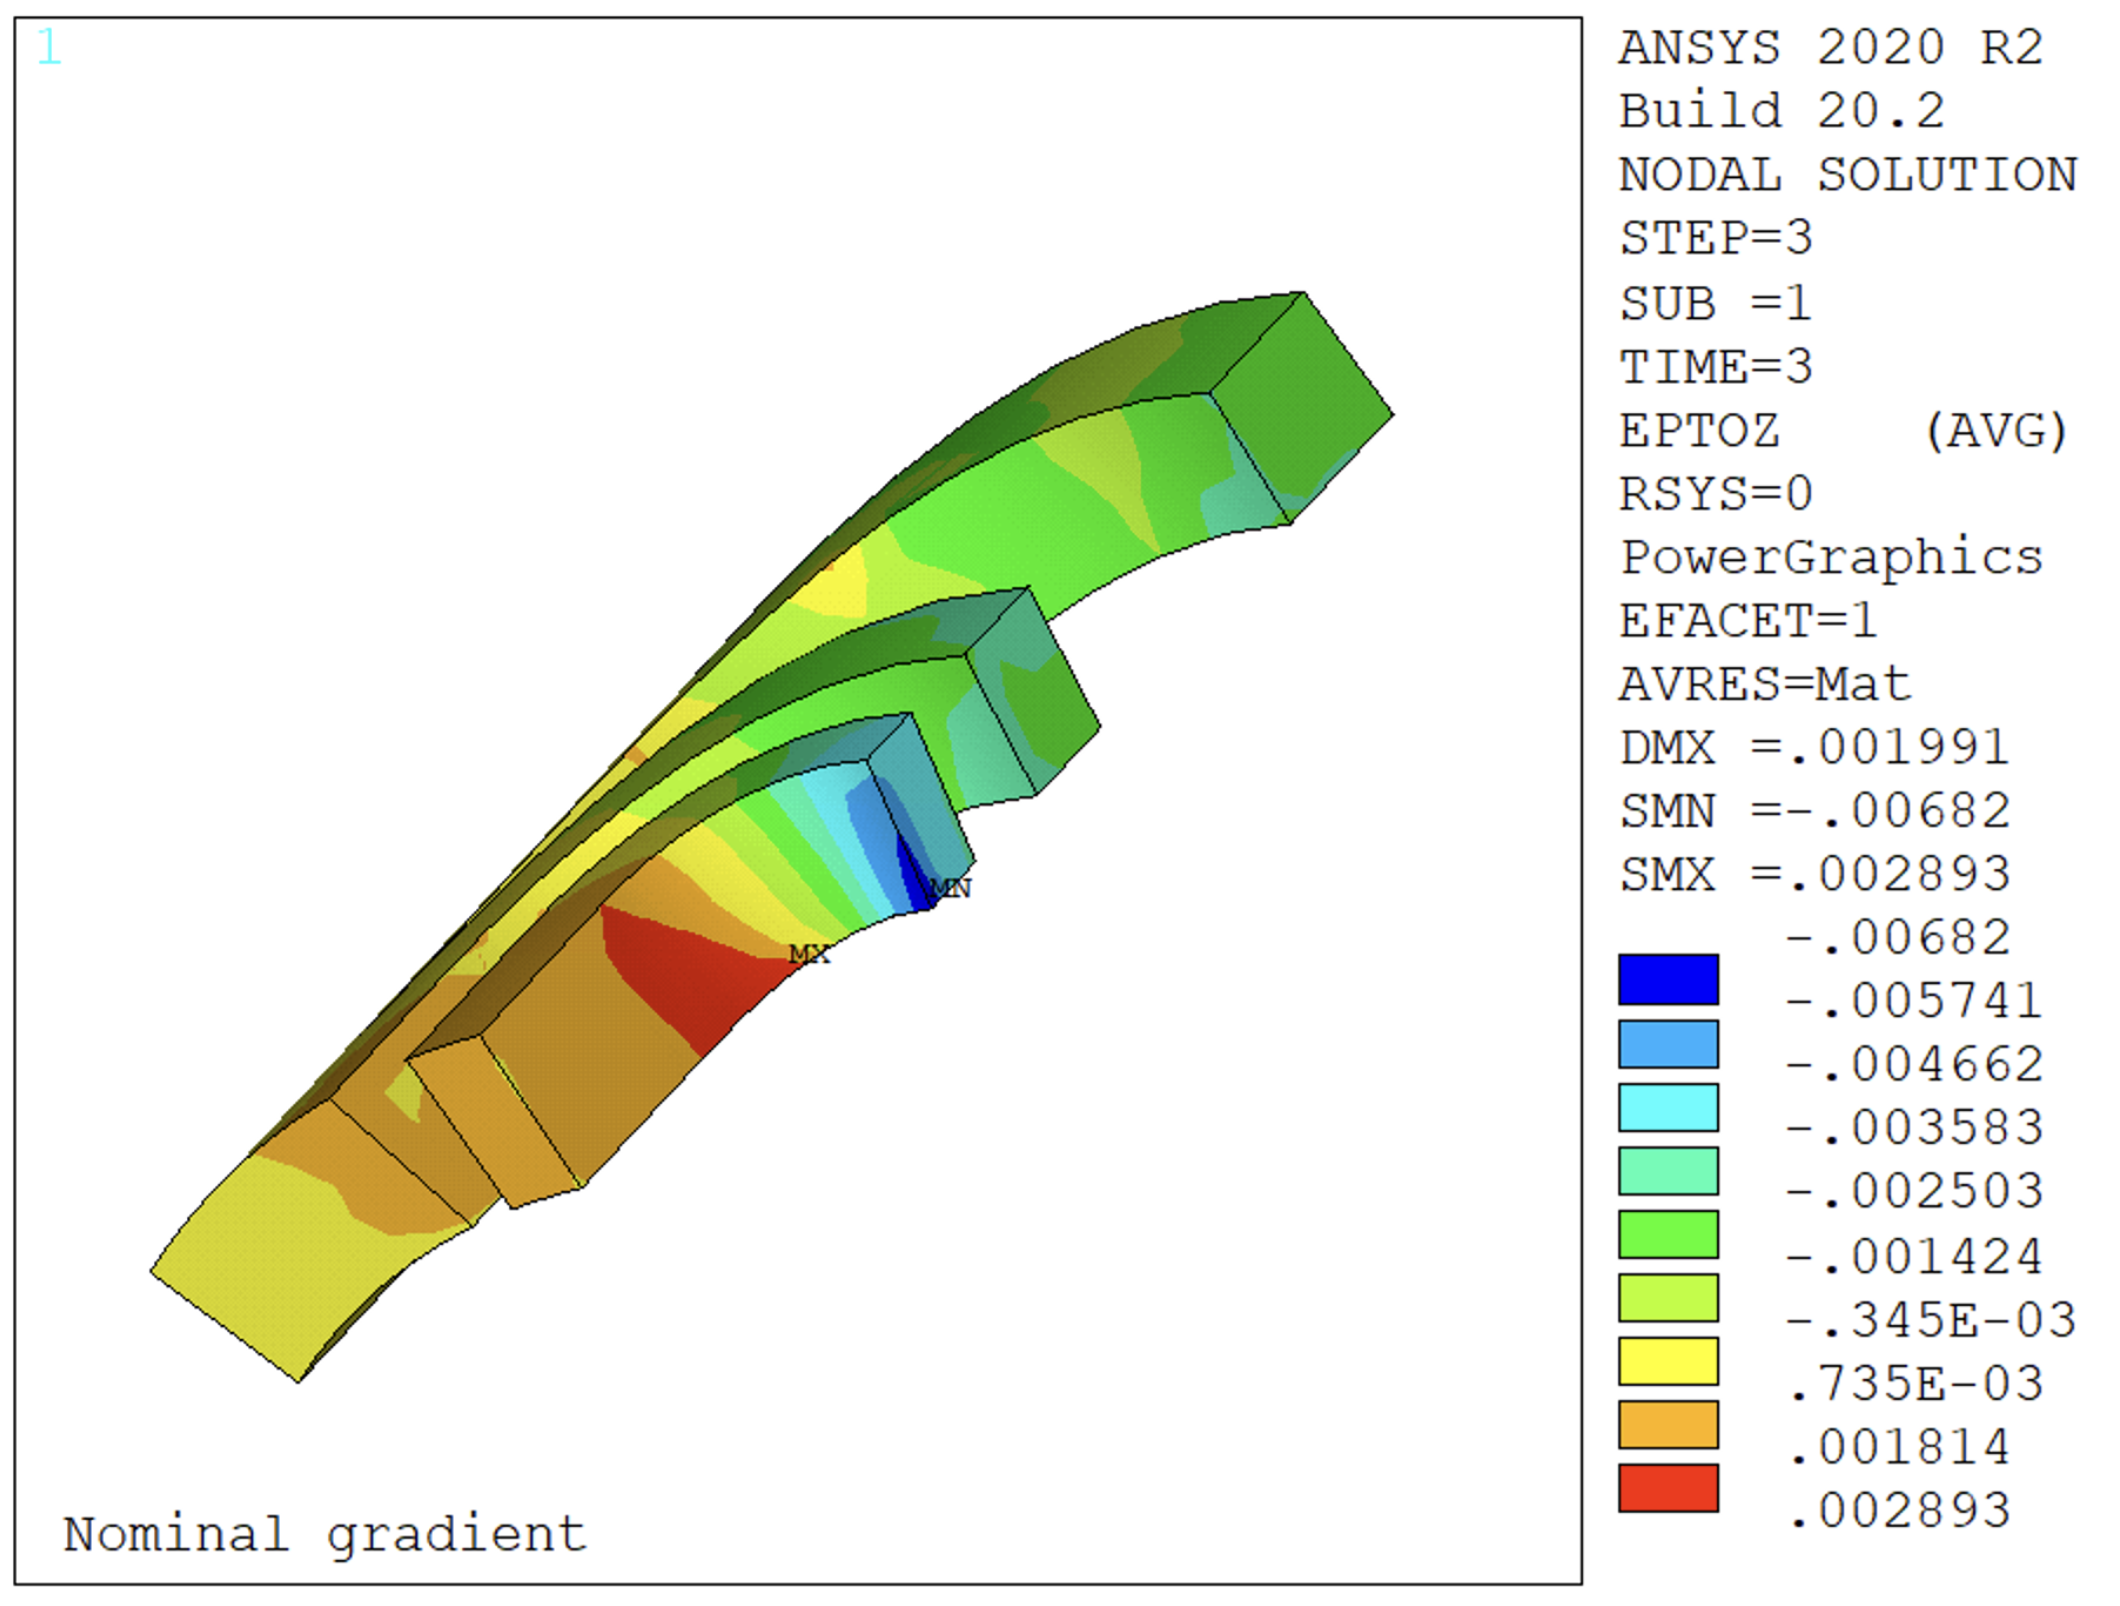 1
ANSYS 2020 R2
Build 20.2
NODAL SOLUTION
STEP=3
SUB =1
TIME=3
EPTOZ (AVG)
RSYS=0
PowerGraphics
EFACET=1
AVRES=Mat
DMX =.001991
SMN =-.00682
SMX =.002893
-.00682
-.005741
-.004662
-.003583
-.002503
-.001424
-.345E-03
.735E-03
.001814
.002893
MN
MX
Nominal gradient